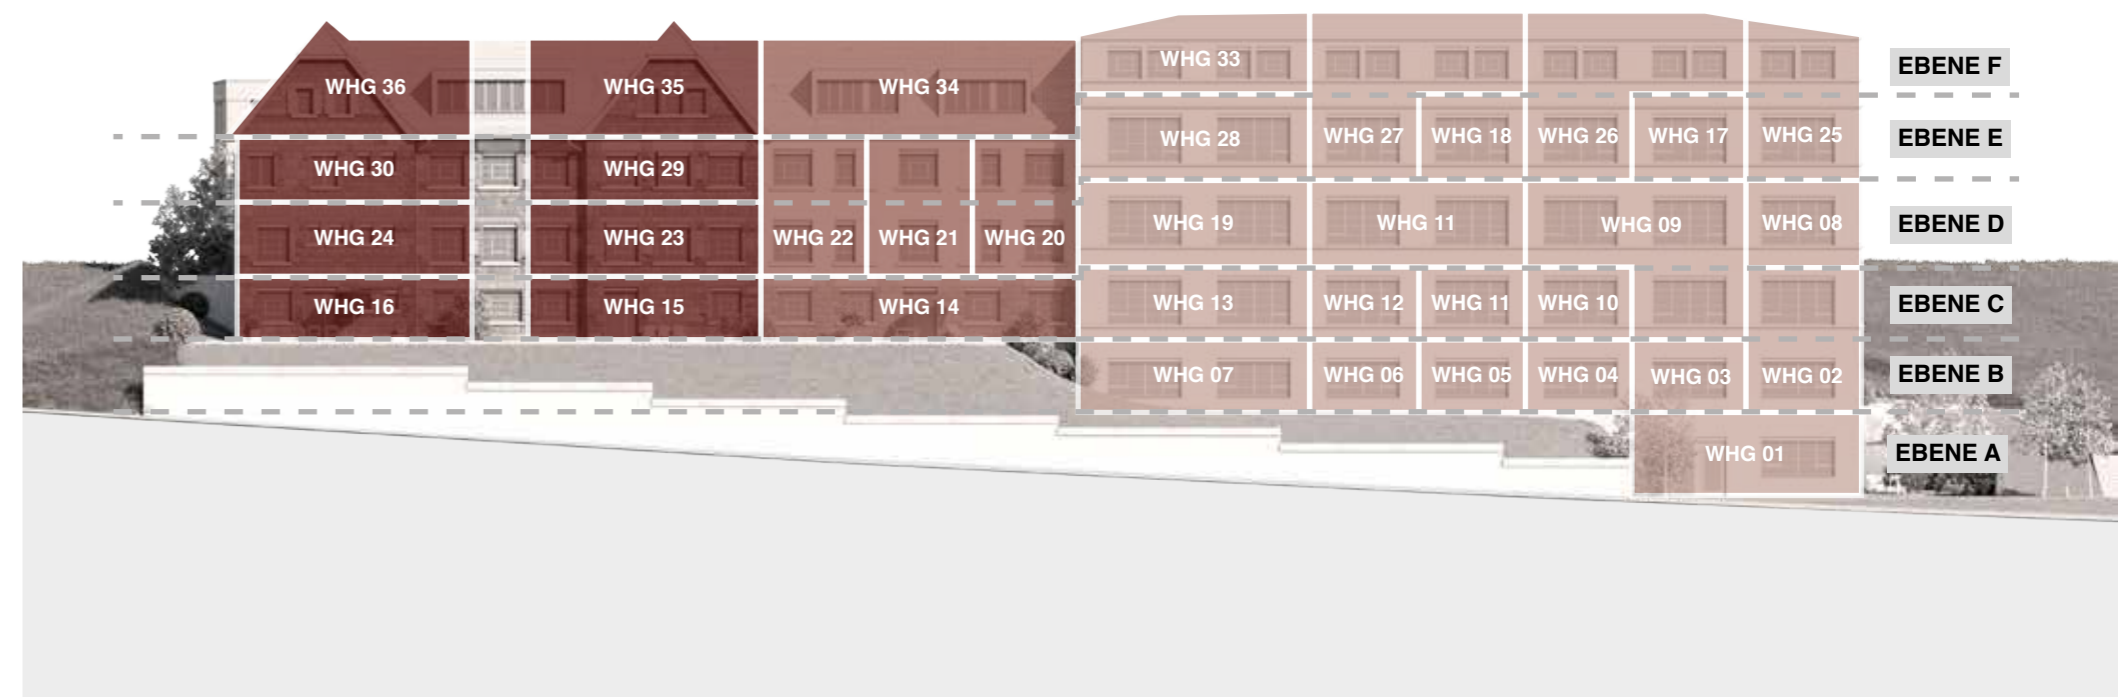 WHG 36 WHG 35 WHG 34 WHG 33 EBENE F
WHG 30 WHG 29 WHG 28 WHG 27 WHG 18 WHG 26 WHG 17 WHG 25 EBENE E
WHG 24 WHG 23 WHG 22 WHG 21 WHG 20 WHG 19 WHG 11 WHG 09 WHG 08 EBENE D
WHG 16 WHG 15 WHG 14 WHG 13 WHG 12 WHG 11 WHG 10 EBENE C
WHG 07 WHG 06 WHG 05 WHG 04 WHG 03 WHG 02 EBENE B
WHG 01 EBENE A